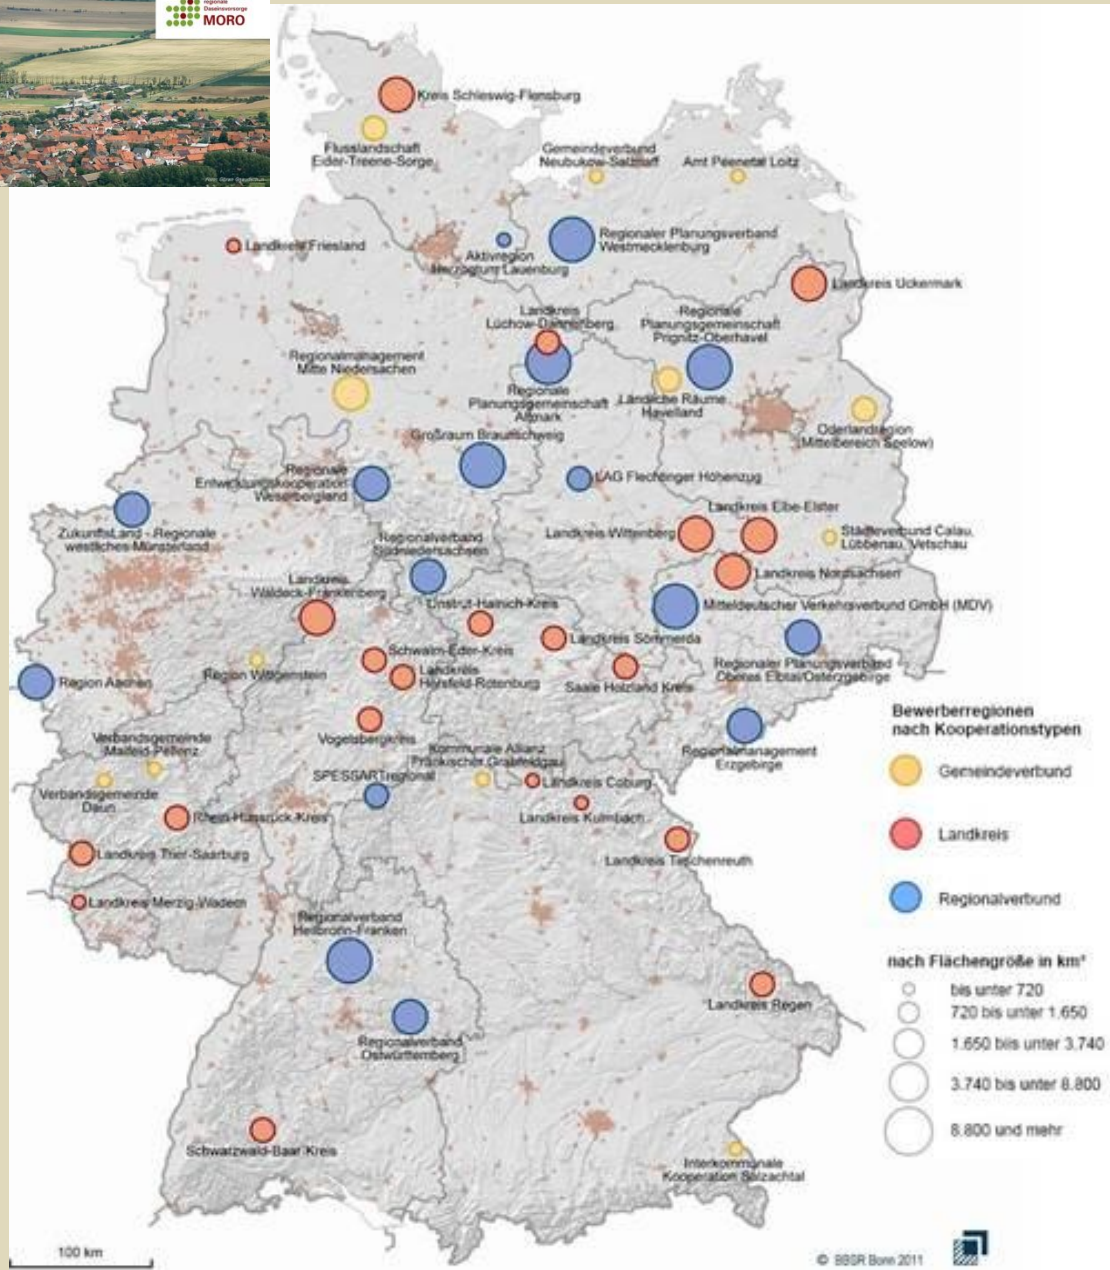 regionale
Daseinsvorsorge
MORO
Kreis Schleswig-Flensburg
Flusslandschaft
Eider-Treene-Sorge
Gemeindeverbund
Neubukow-Salzhaff
Amt Peenetal Loitz
Landkreis Friesland
Aktivregion
Herzogtum Lauenburg
Regionaler Planungsverband
Westmecklenburg
Landkreis Uckermark
Landkreis
Lüchow-Dannenberg
Regionale
Planungsgemeinschaft
Prignitz-Oberhavel
Regionalmanagement
Mitte Niedersachsen
Regionale
Planungsgemeinschaft
Altmark
Ländliche Räume
Havelland
Oderlandregion
(Mittelbereich Seelow)
Großraum Braunschweig
Regionale
Entwicklungskooperation
Weserbergland
LAG Flechtinger Höhenzug
ZukunftsLand - Regionale
westliches Münsterland
Landkreis Elbe-Elster
Landkreis Wittenberg
Städteverbund Calau,
Lübbenau, Vetschau
Regionalverband
Südniedersachsen
Landkreis Nordsachsen
Landkreis
Waldeck-Frankenberg
Unstrut-Hainich-Kreis
Mitteldeutscher Verkehrsverbund GmbH (MDV)
Landkreis Sömmerda
Schwalm-Eder-Kreis
Landkreis
Hersfeld-Rotenburg
Regionaler Planungsverband
Oberes Elbtal/Osterzgebirge
Region Wittgenstein
Region Aachen
Saale Holzland Kreis
Vogelsbergkreis
Verbandsgemeinde
Maifeld-Pellenz
Kommunale Allianz
Fränkischer Grabfeldgau
Regionalmanagement
Erzgebirge
SPESSARTregional
Landkreis Coburg
Verbandsgemeinde
Daun
Rhein-Hunsrück-Kreis
Landkreis Kulmbach
Landkreis Trier-Saarburg
Landkreis Tirschenreuth
Landkreis Merzig-Wadern
Regionalverband
Heilbronn-Franken
Landkreis Regen
Regionalverband
Ostwürttemberg
Schwarzwald-Baar Kreis
Interkommunale
Kooperation Salzachtal
Bewerberregionen
nach Kooperationstypen
Gemeindeverbund
Landkreis
Regionalverbund
nach Flächengröße in km²
bis unter 720
720 bis unter 1.650
1.650 biis unter 3.740
3.740 bis unter 8.800
8.800 und mehr
100 km
© BBSR Bonn 2011